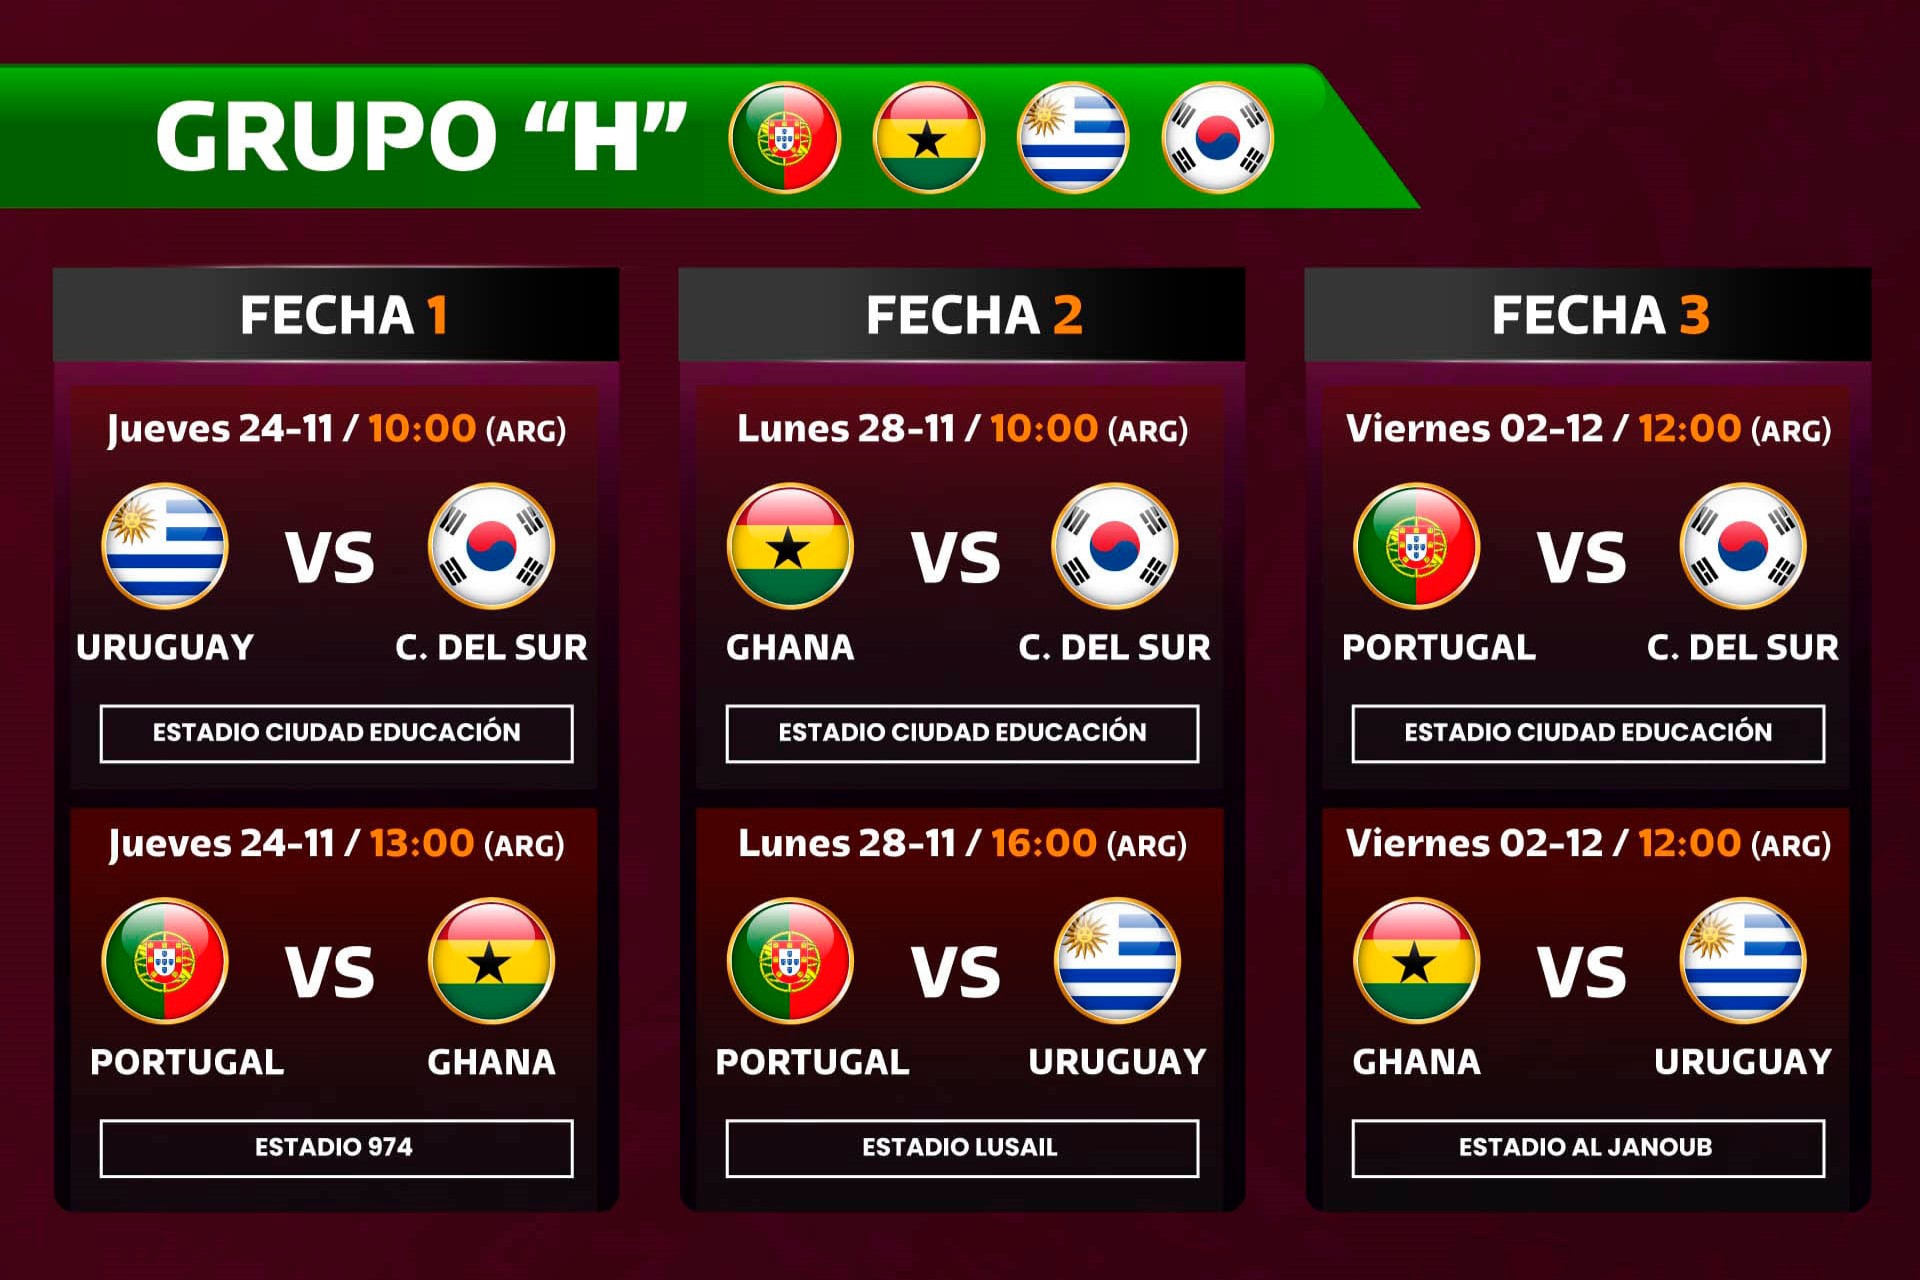 GRUPO “H”
FECHA 1
Jueves 24-11 / 10:00 (ARG)
VS
URUGUAY C. DEL SUR
ESTADIO CIUDAD EDUCACIÓN
Jueves 24-11 / 13:00 (ARG)
VS
PORTUGAL GHANA
ESTADIO 974
FECHA 2
Lunes 28-11 / 10:00 (ARG)
VS
GHANA C. DEL SUR
ESTADIO CIUDAD EDUCACIÓN
Lunes 28-11 / 16:00 (ARG)
VS
PORTUGAL URUGUAY
ESTADIO LUSAIL
FECHA 3
Viernes 02-12 / 12:00 (ARG)
VS
PORTUGAL C. DEL SUR
ESTADIO CIUDAD EDUCACIÓN
Viernes 02-12 / 12:00 (ARG)
VS
GHANA URUGUAY
ESTADIO AL JANOUB